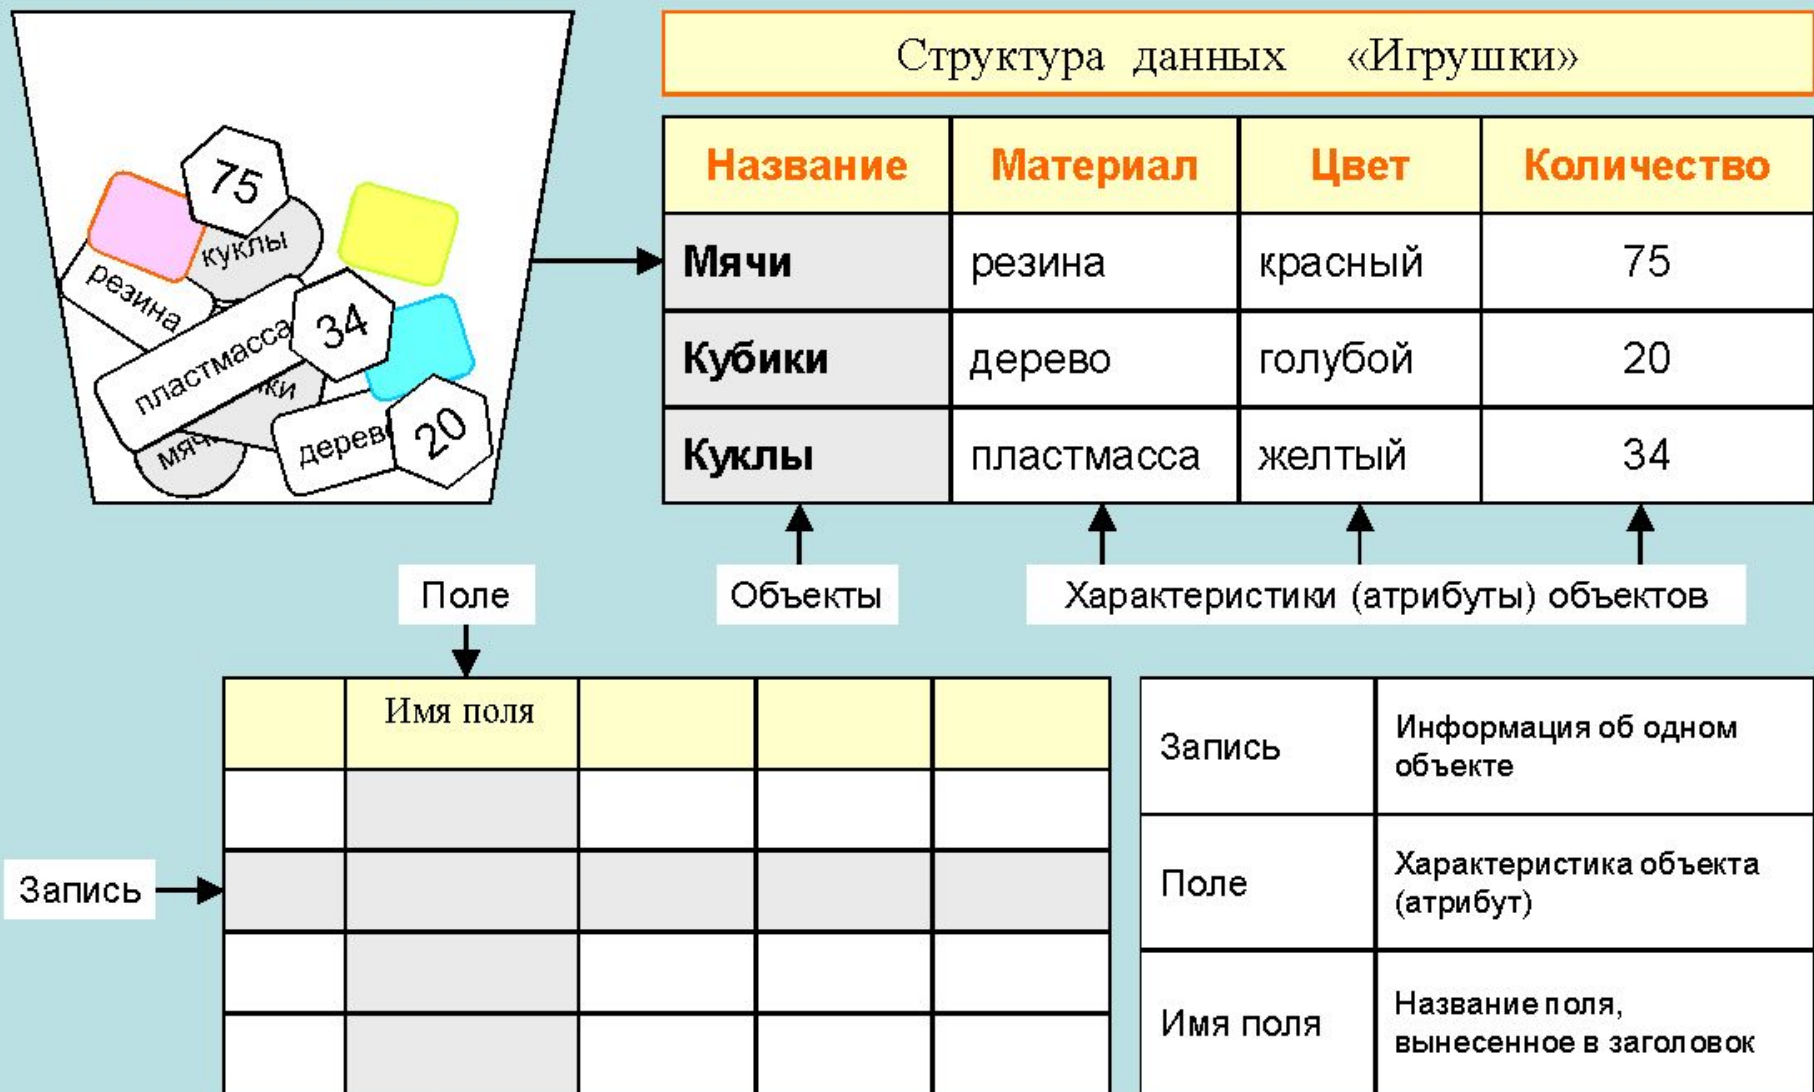 75
куклы
резина
пластмасса
34
дерев
20
Структура данных «Игрушки»
Название Материал Цвет Количество
Мячи резина красный 75
Кубики дерево голубой 20
Куклы пластмасса желтый 34
Поле
Объекты
Характеристики (атрибуты) объектов
Имя поля
Запись
Запись
Информация об одном
объекте
Поле
Характеристика объекта
(атрибут)
Имя поля
Название поля,
вынесенное в заголовок